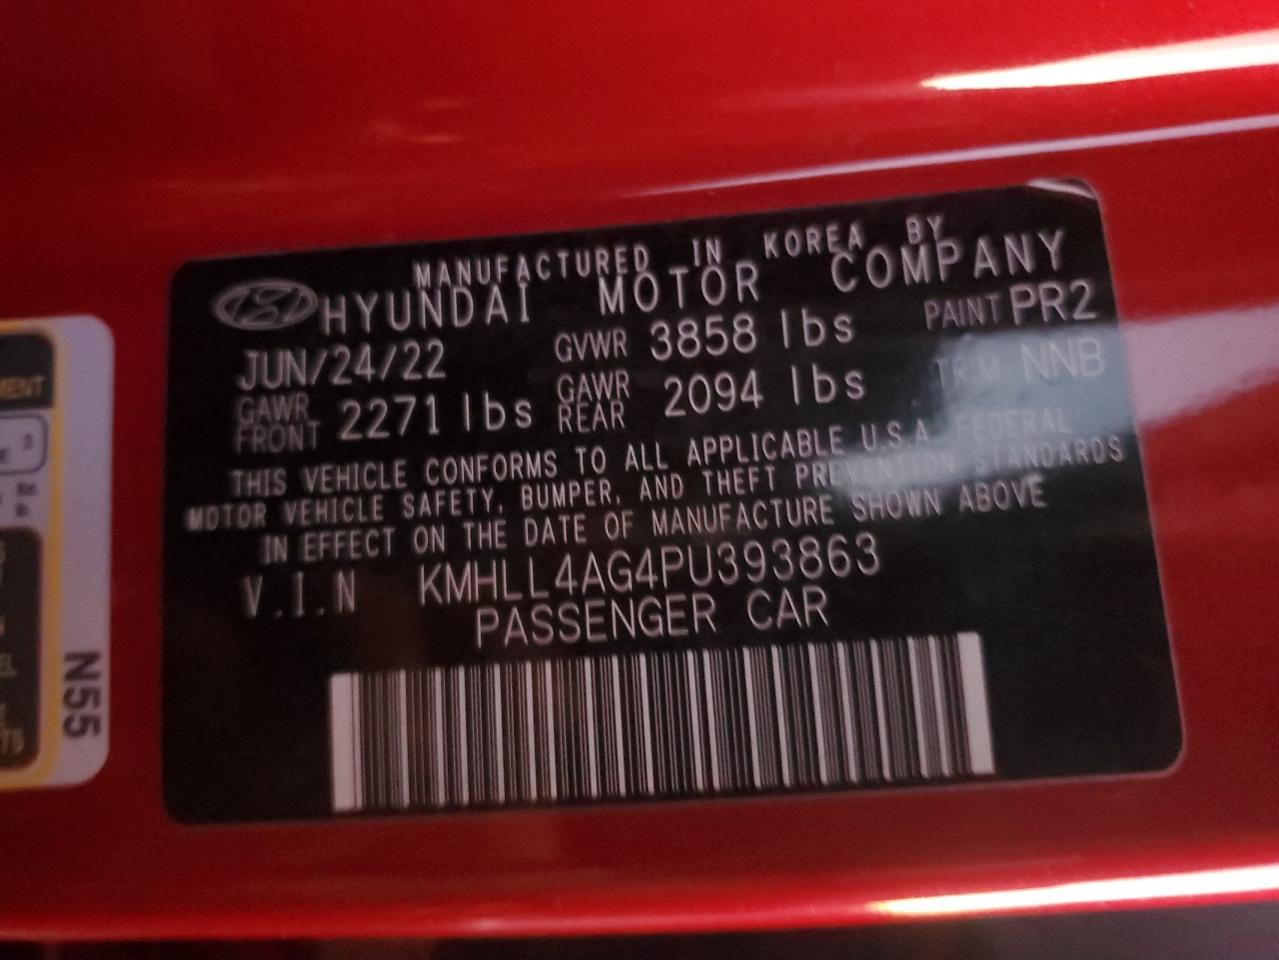 MANUFACTURED IN KOREA BY
HYUNDAI MOTOR COMPANY
JUN/24/22 GVWR 3858 lbs PAINT PR2
GAWR FRONT 2271 lbs GAWR REAR 2094 lbs TRIM NNB
THIS VEHICLE CONFORMS TO ALL APPLICABLE U.S.A. FEDERAL
MOTOR VEHICLE SAFETY, BUMPER, AND THEFT PREVENTION STANDARDS
IN EFFECT ON THE DATE OF MANUFACTURE SHOWN ABOVE
V.I.N KMHLL4AG4PU393863
PASSENGER CAR
MENT
3
N55